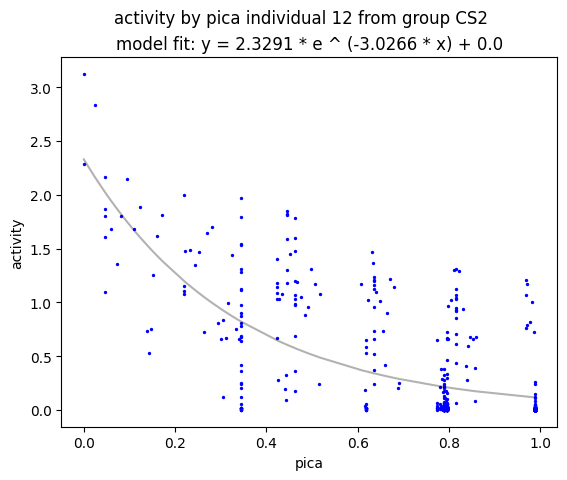 activity by pica individual 12 from group CS2
model fit: y = 2.3291 * e ^ (-3.0266 * x) + 0.0
3.0
2.5
2.0
1.5
1.0
0.5
0.0
activity
0.0 0.2 0.4 0.6 0.8 1.0
pica